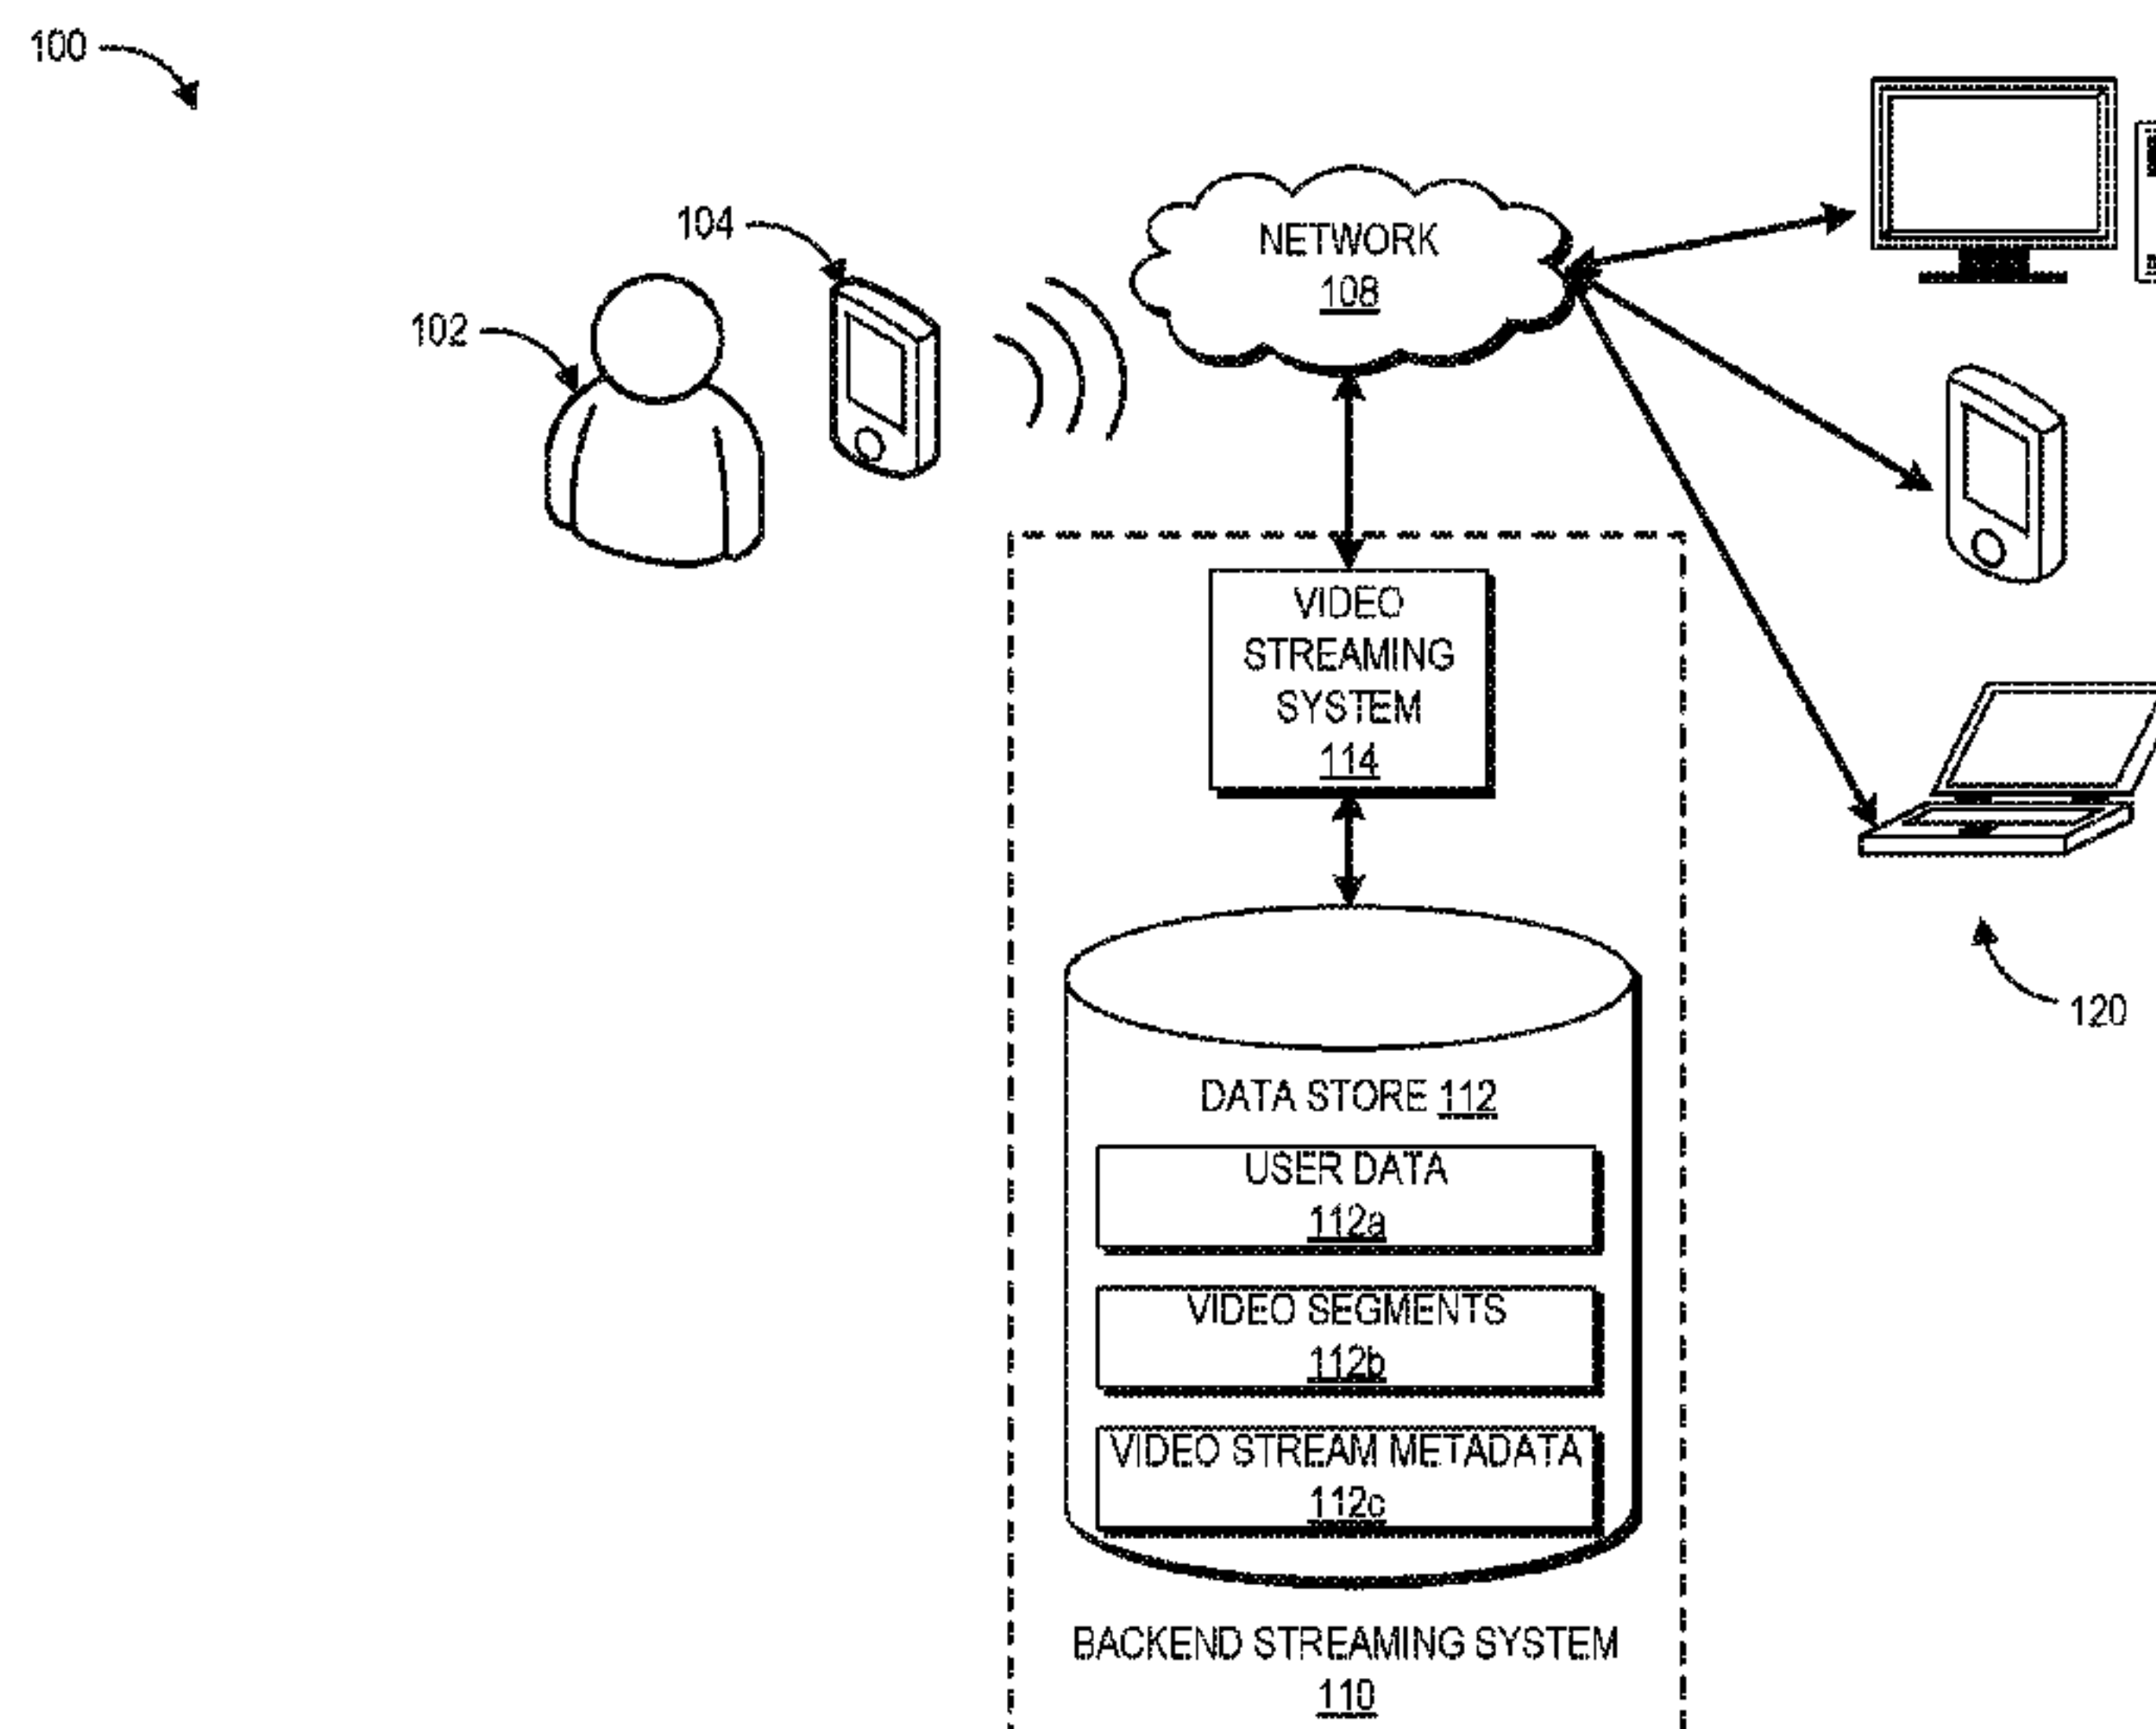 100
104
102
NETWORK
108
VIDEO
STREAMING
SYSTEM
114
120
DATA STORE 112
USER DATA
112a
VIDEO SEGMENTS
112b
VIDEO STREAM METADATA
112c
BACKEND STREAMING SYSTEM
110